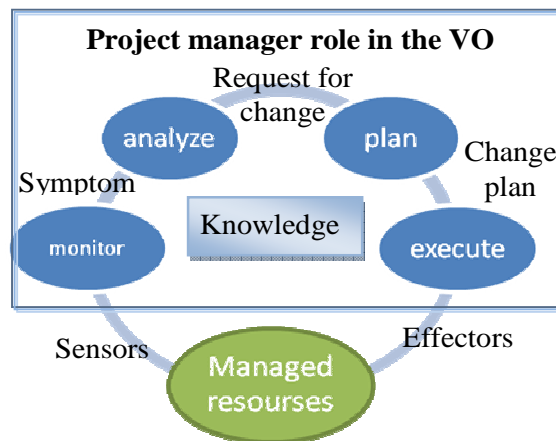 Project manager role in the VO
Request for
change
analyze
plan
Symptom
Change
plan
Knowledge
monitor
execute
Sensors
Effectors
Managed
resourses